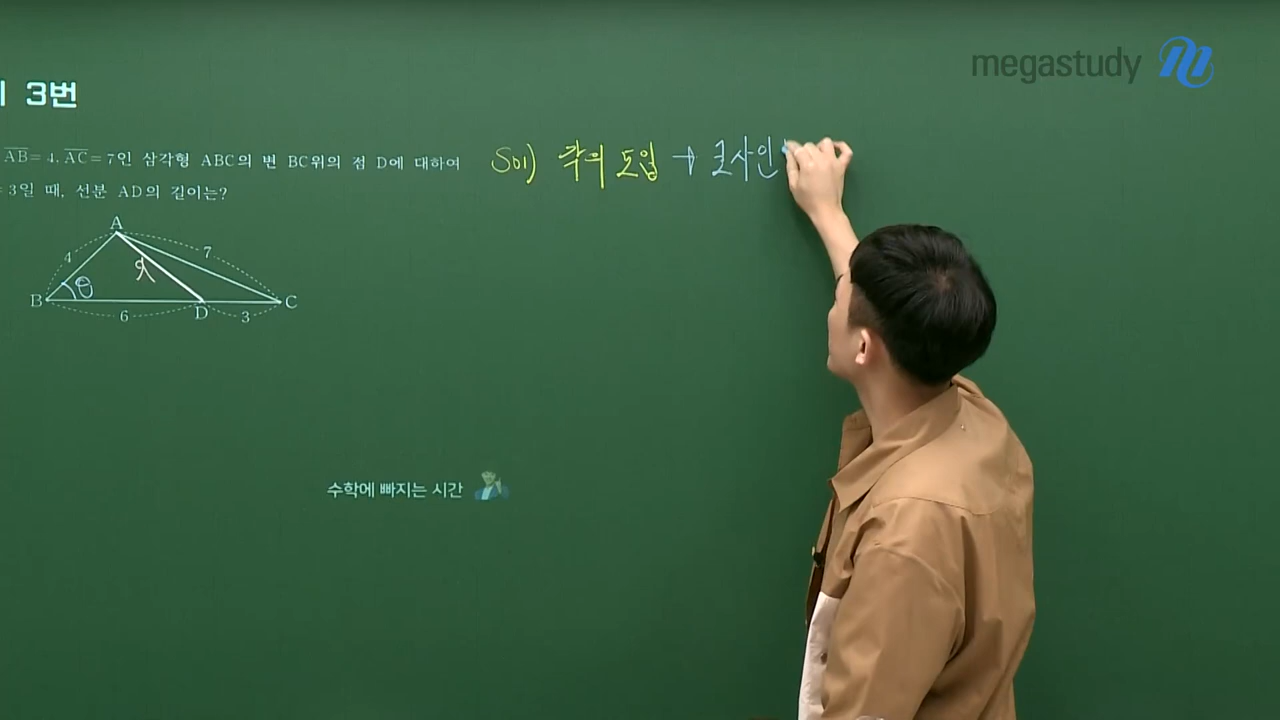 megastudy
3번
AB = 4, AC = 7인 삼각형 ABC의 변 BC위의 점 D에 대하여
= 3일 때, 선분 AD의 길이는?
Sol) 각의 도입 → 코사인
A
4
7
x
θ
B
D
C
6
3
수학에 빠지는 시간